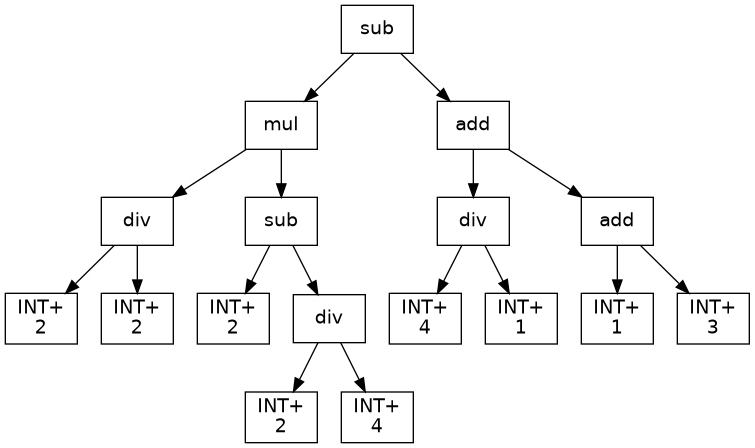 sub
mul
add
div
sub
div
add
INT+
2
INT+
2
INT+
2
div
INT+
4
INT+
1
INT+
1
INT+
3
INT+
2
INT+
4